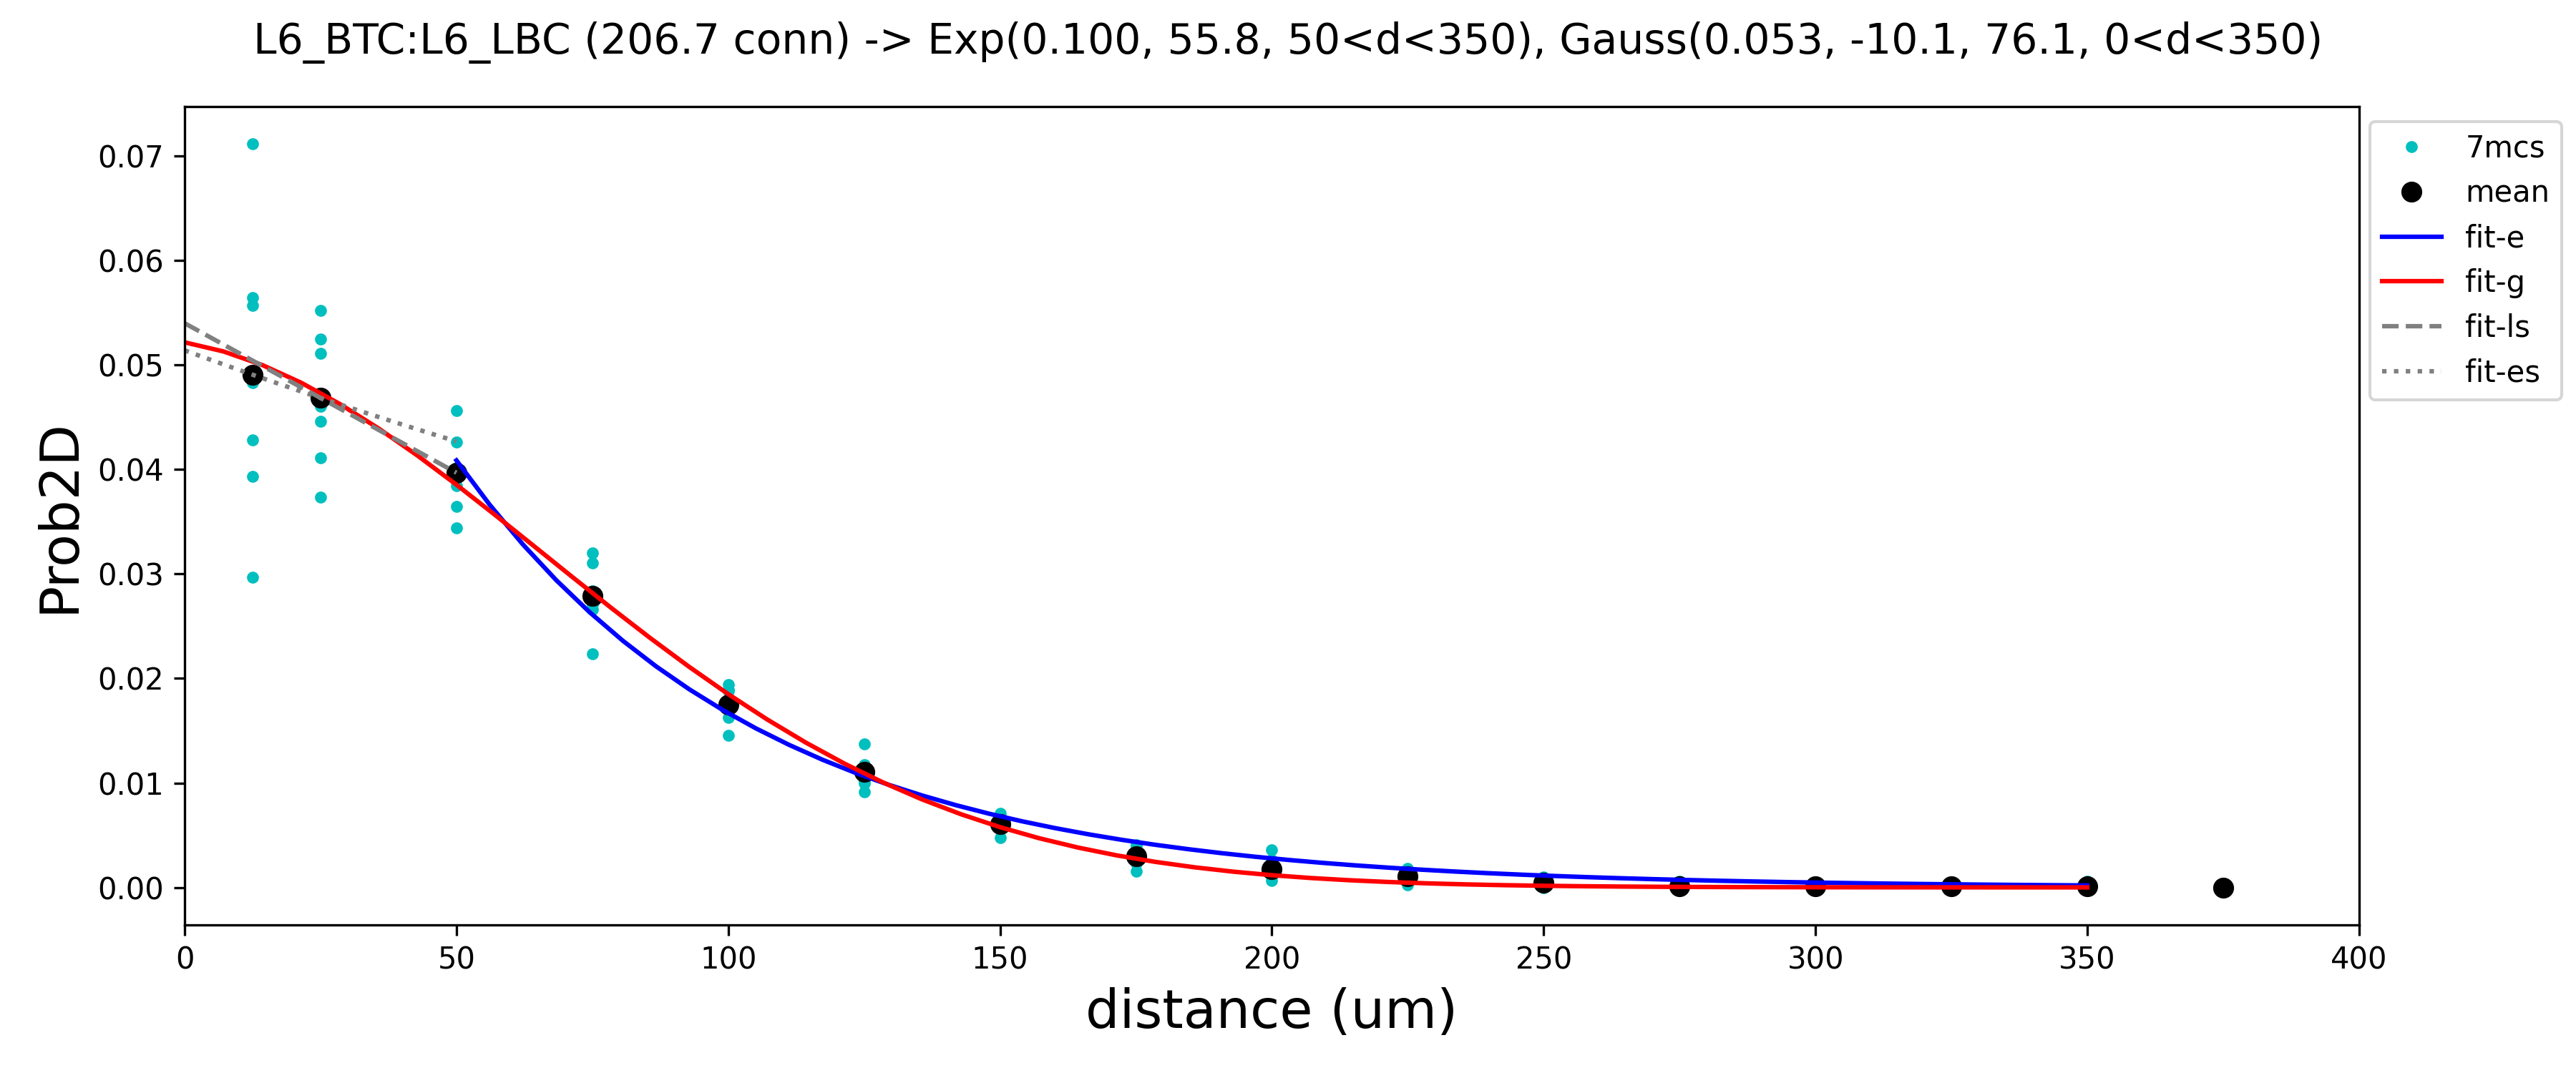 L6_BTC:L6_LBC (206.7 conn) -> Exp(0.100, 55.8, 50<d<350), Gauss(0.053, -10.1, 76.1, 0<d<350)
0.07
0.06
0.05
0.04
0.03
0.02
0.01
0.00
Prob2D
0 50 100 150 200 250 300 350 400
distance (um)
7mcs
mean
fit-e
fit-g
fit-ls
fit-es